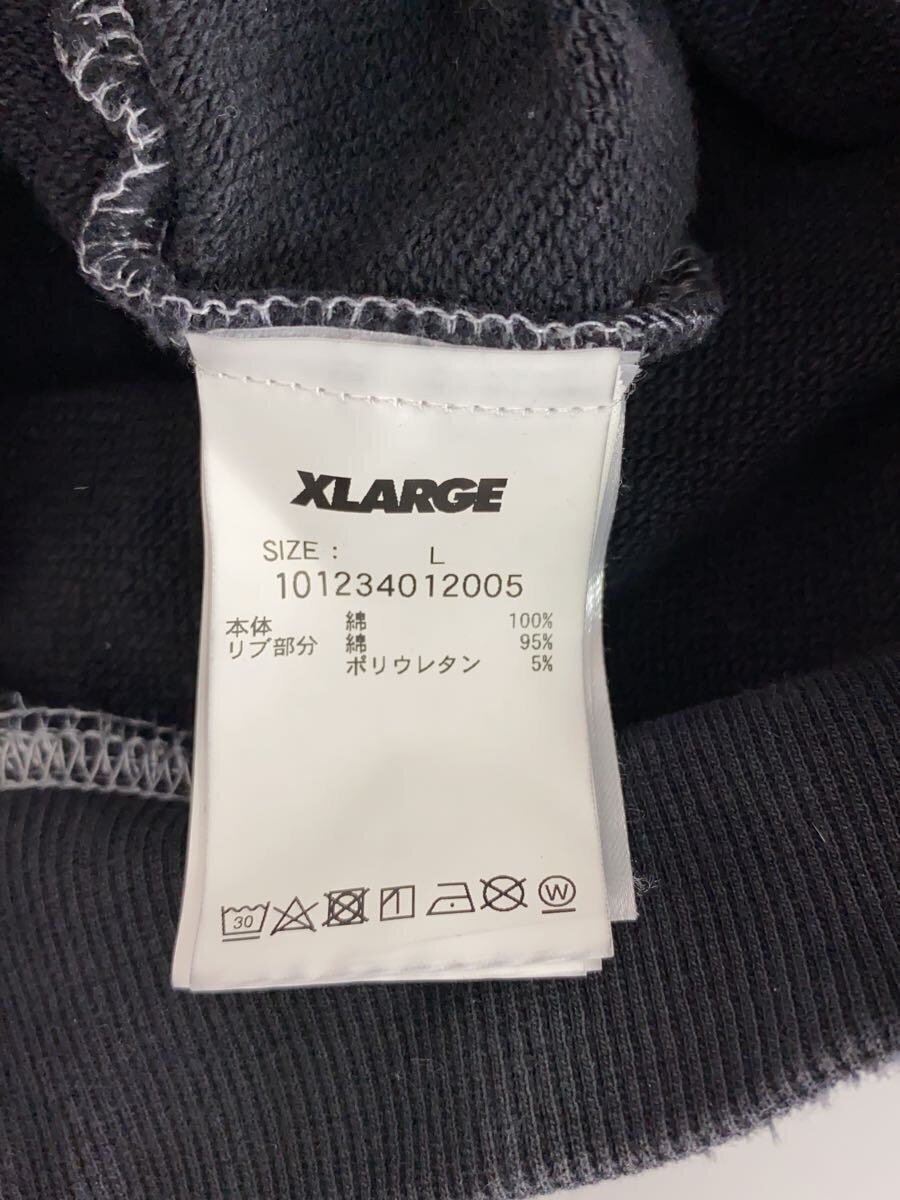 XLARGE
SIZE : L
101234012005
本体 綿 100%
リブ部分 綿 95%
ポリウレタン 5%
30 W